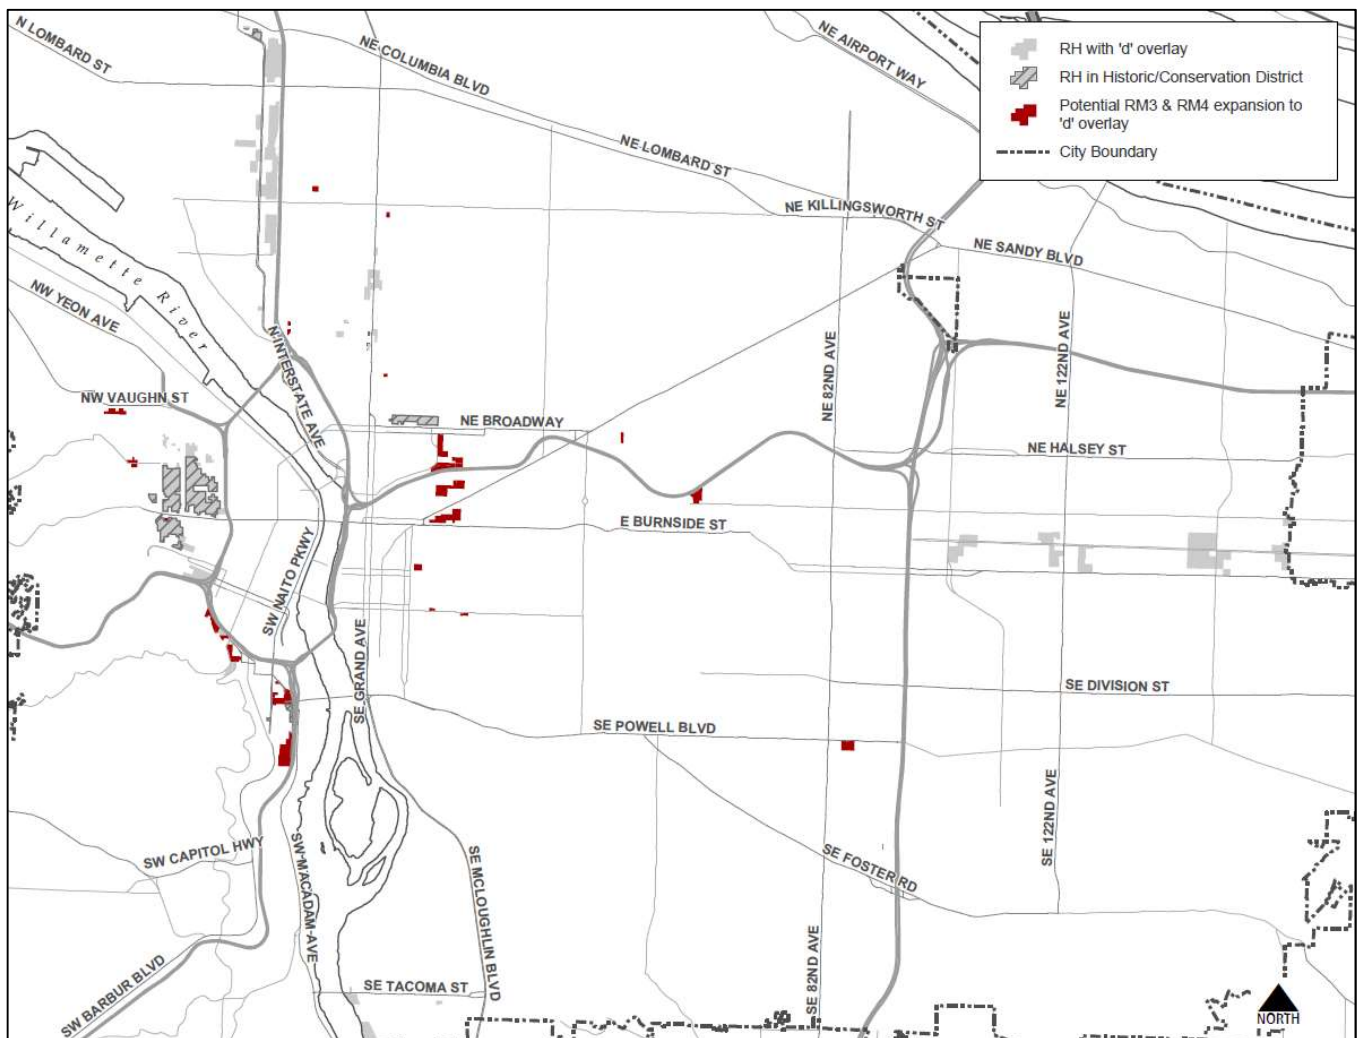 N LOMBARD ST
NE COLUMBIA BLVD
NE AIRPORT WAY
RH with 'd' overlay
RH in Historic/Conservation District
Potential RM3 & RM4 expansion to
'd' overlay
City Boundary
NE LOMBARD ST
NE KILLINGSWORTH ST
NE SANDY BLVD
Willamette River
NW YEON AVE
N INTERSTATE AVE
NE 82ND AVE
NE 122ND AVE
NW VAUGHN ST
NE BROADWAY
NE HALSEY ST
E BURNSIDE ST
SW NAITO PKWY
SE GRAND AVE
SE DIVISION ST
SE POWELL BLVD
SE 122ND AVE
SW CAPITOL HWY
SW MACADAM AVE
SE MCLOUGHLIN BLVD
SE FOSTER RD
SE 82ND AVE
SW BARBUR BLVD
SE TACOMA ST
NORTH